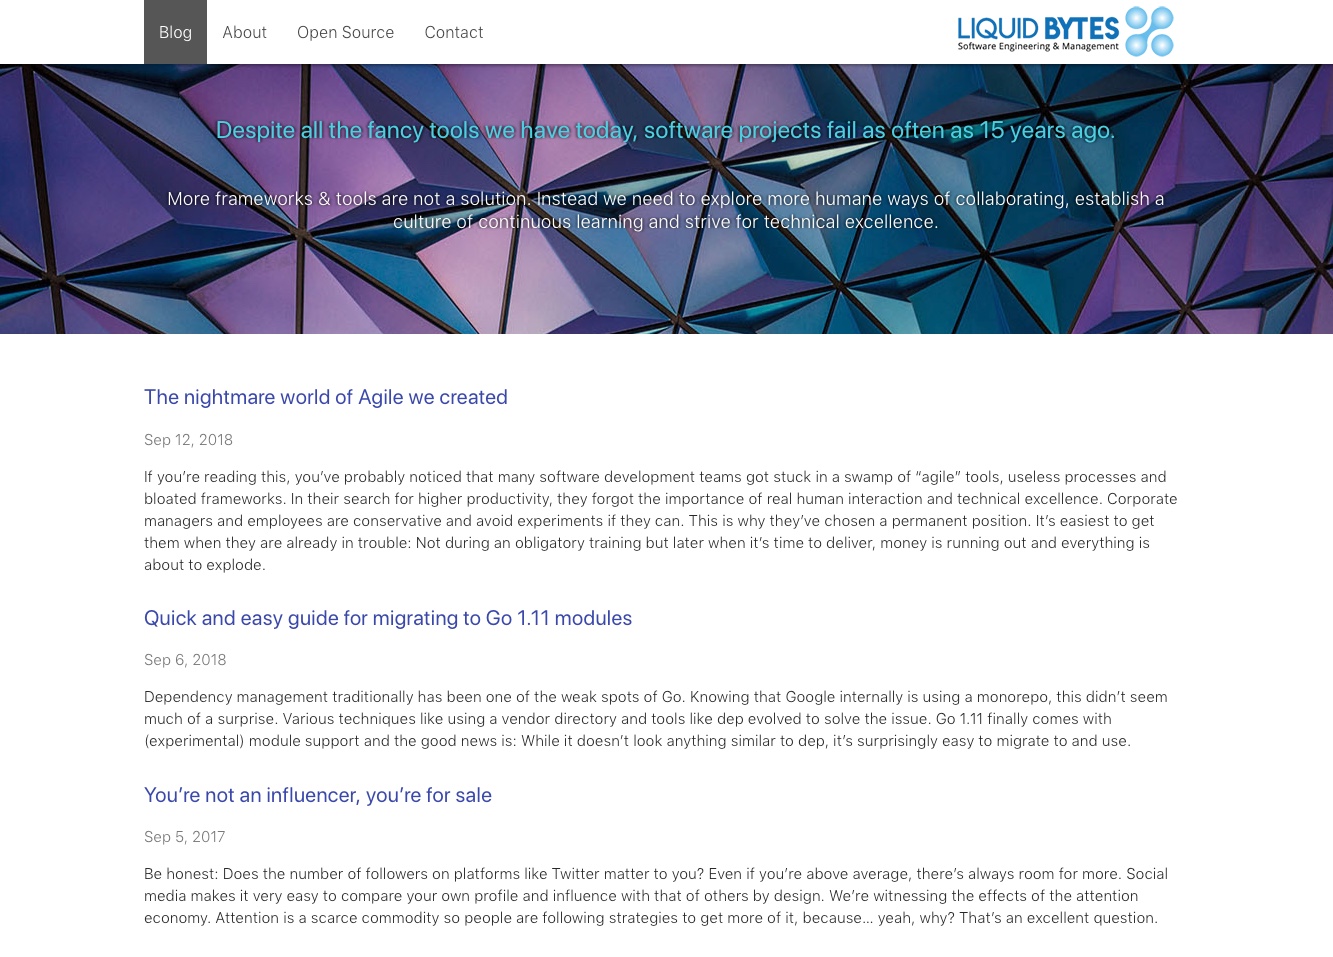 Blog About Open Source Contact
LIQUID BYTES
Software Engineering & Management
Despite all the fancy tools we have today, software projects fail as often as 15 years ago.
More frameworks & tools are not a solution. Instead we need to explore more humane ways of collaborating, establish a
culture of continuous learning and strive for technical excellence.
The nightmare world of Agile we created
Sep 12, 2018
If you’re reading this, you’ve probably noticed that many software development teams got stuck in a swamp of “agile” tools, useless processes and
bloated frameworks. In their search for higher productivity, they forgot the importance of real human interaction and technical excellence. Corporate
managers and employees are conservative and avoid experiments if they can. This is why they’ve chosen a permanent position. It’s easiest to get
them when they are already in trouble: Not during an obligatory training but later when it’s time to deliver, money is running out and everything is
about to explode.
Quick and easy guide for migrating to Go 1.11 modules
Sep 6, 2018
Dependency management traditionally has been one of the weak spots of Go. Knowing that Google internally is using a monorepo, this didn’t seem
much of a surprise. Various techniques like using a vendor directory and tools like dep evolved to solve the issue. Go 1.11 finally comes with
(experimental) module support and the good news is: While it doesn’t look anything similar to dep, it’s surprisingly easy to migrate to and use.
You’re not an influencer, you’re for sale
Sep 5, 2017
Be honest: Does the number of followers on platforms like Twitter matter to you? Even if you’re above average, there’s always room for more. Social
media makes it very easy to compare your own profile and influence with that of others by design. We’re witnessing the effects of the attention
economy. Attention is a scarce commodity so people are following strategies to get more of it, because… yeah, why? That’s an excellent question.